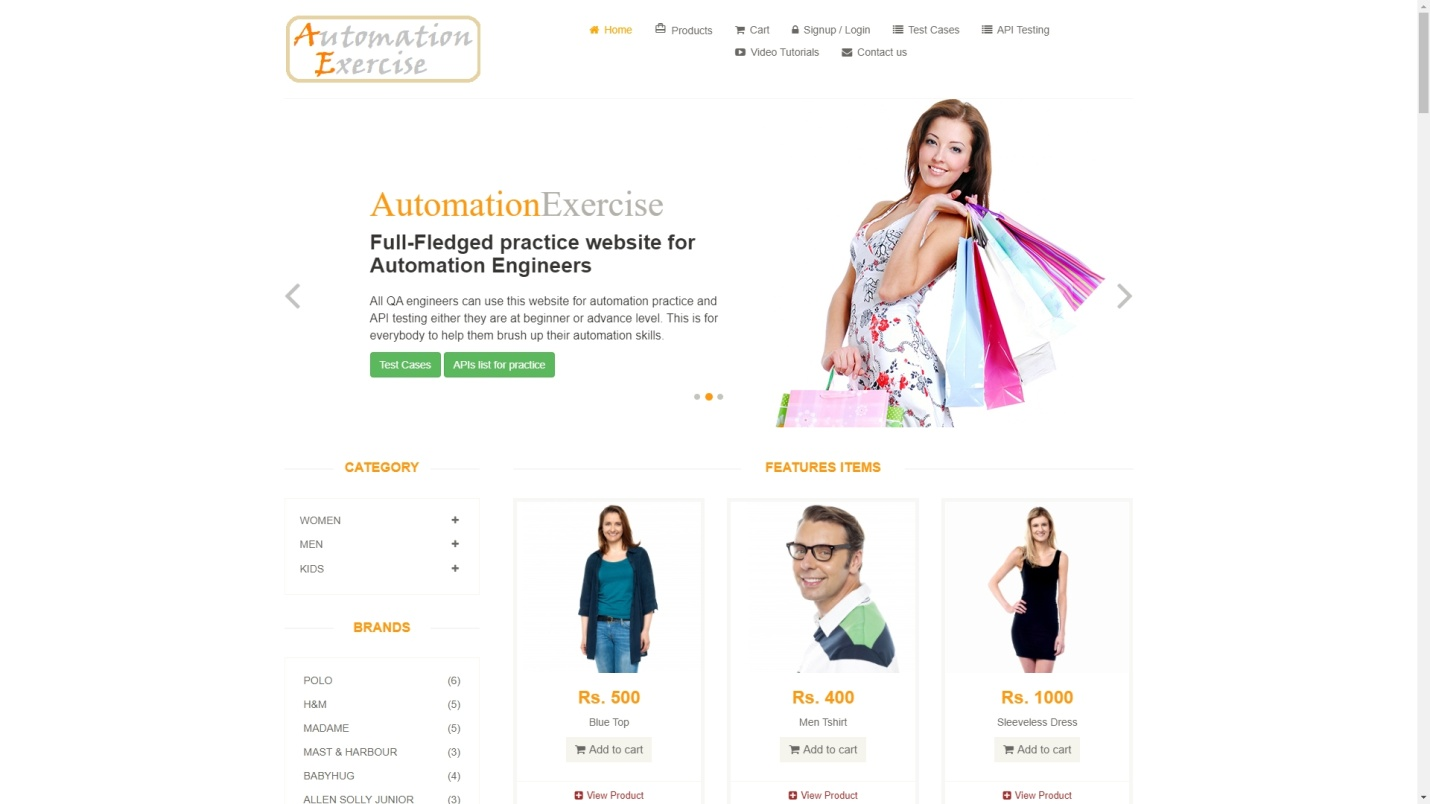 Automation
Exercise
Home
Products
Cart
Signup / Login
Test Cases
API Testing
Video Tutorials
Contact us
AutomationExercise
Full-Fledged practice website for
Automation Engineers
All QA engineers can use this website for automation practice and
API testing either they are at beginner or advance level. This is for
everybody to help them brush up their automation skills.
Test Cases
APIs list for practice
CATEGORY
WOMEN
MEN
KIDS
BRANDS
POLO (6)
H&M (5)
MADAME (5)
MAST & HARBOUR (3)
BABYHUG (4)
ALLEN SOLLY JUNIOR (3)
FEATURES ITEMS
Rs. 500
Blue Top
Add to cart
View Product
Rs. 400
Men Tshirt
Add to cart
View Product
Rs. 1000
Sleeveless Dress
Add to cart
View Product